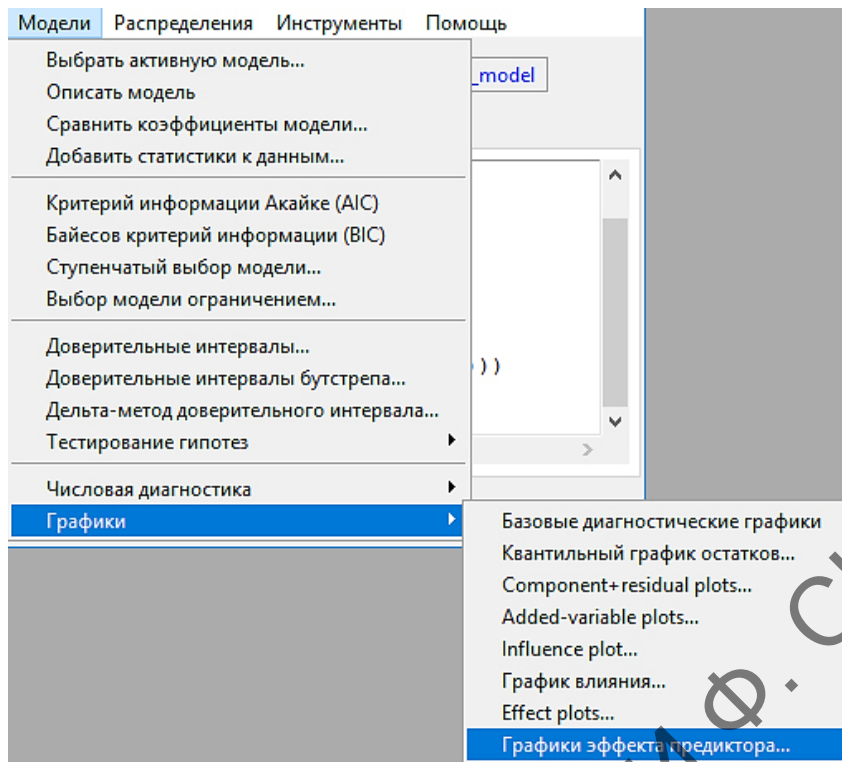 Модели Распределения Инструменты Помощь
Выбрать активную модель...
_model
Описать модель
Сравнить коэффициенты модели...
Добавить статистики к данным...
Критерий информации Акайке (AIC)
Байесов критерий информации (BIC)
Ступенчатый выбор модели...
Выбор модели ограничением...
Доверительные интервалы...
))
Доверительные интервалы бутстрепа...
Дельта-метод доверительного интервала...
Тестирование гипотез
Числовая диагностика
Графики
Базовые диагностические графики
Квантильный график остатков...
Component+residual plots...
Added-variable plots...
Influence plot...
График влияния...
Effect plots...
Графики эффекта предиктора...